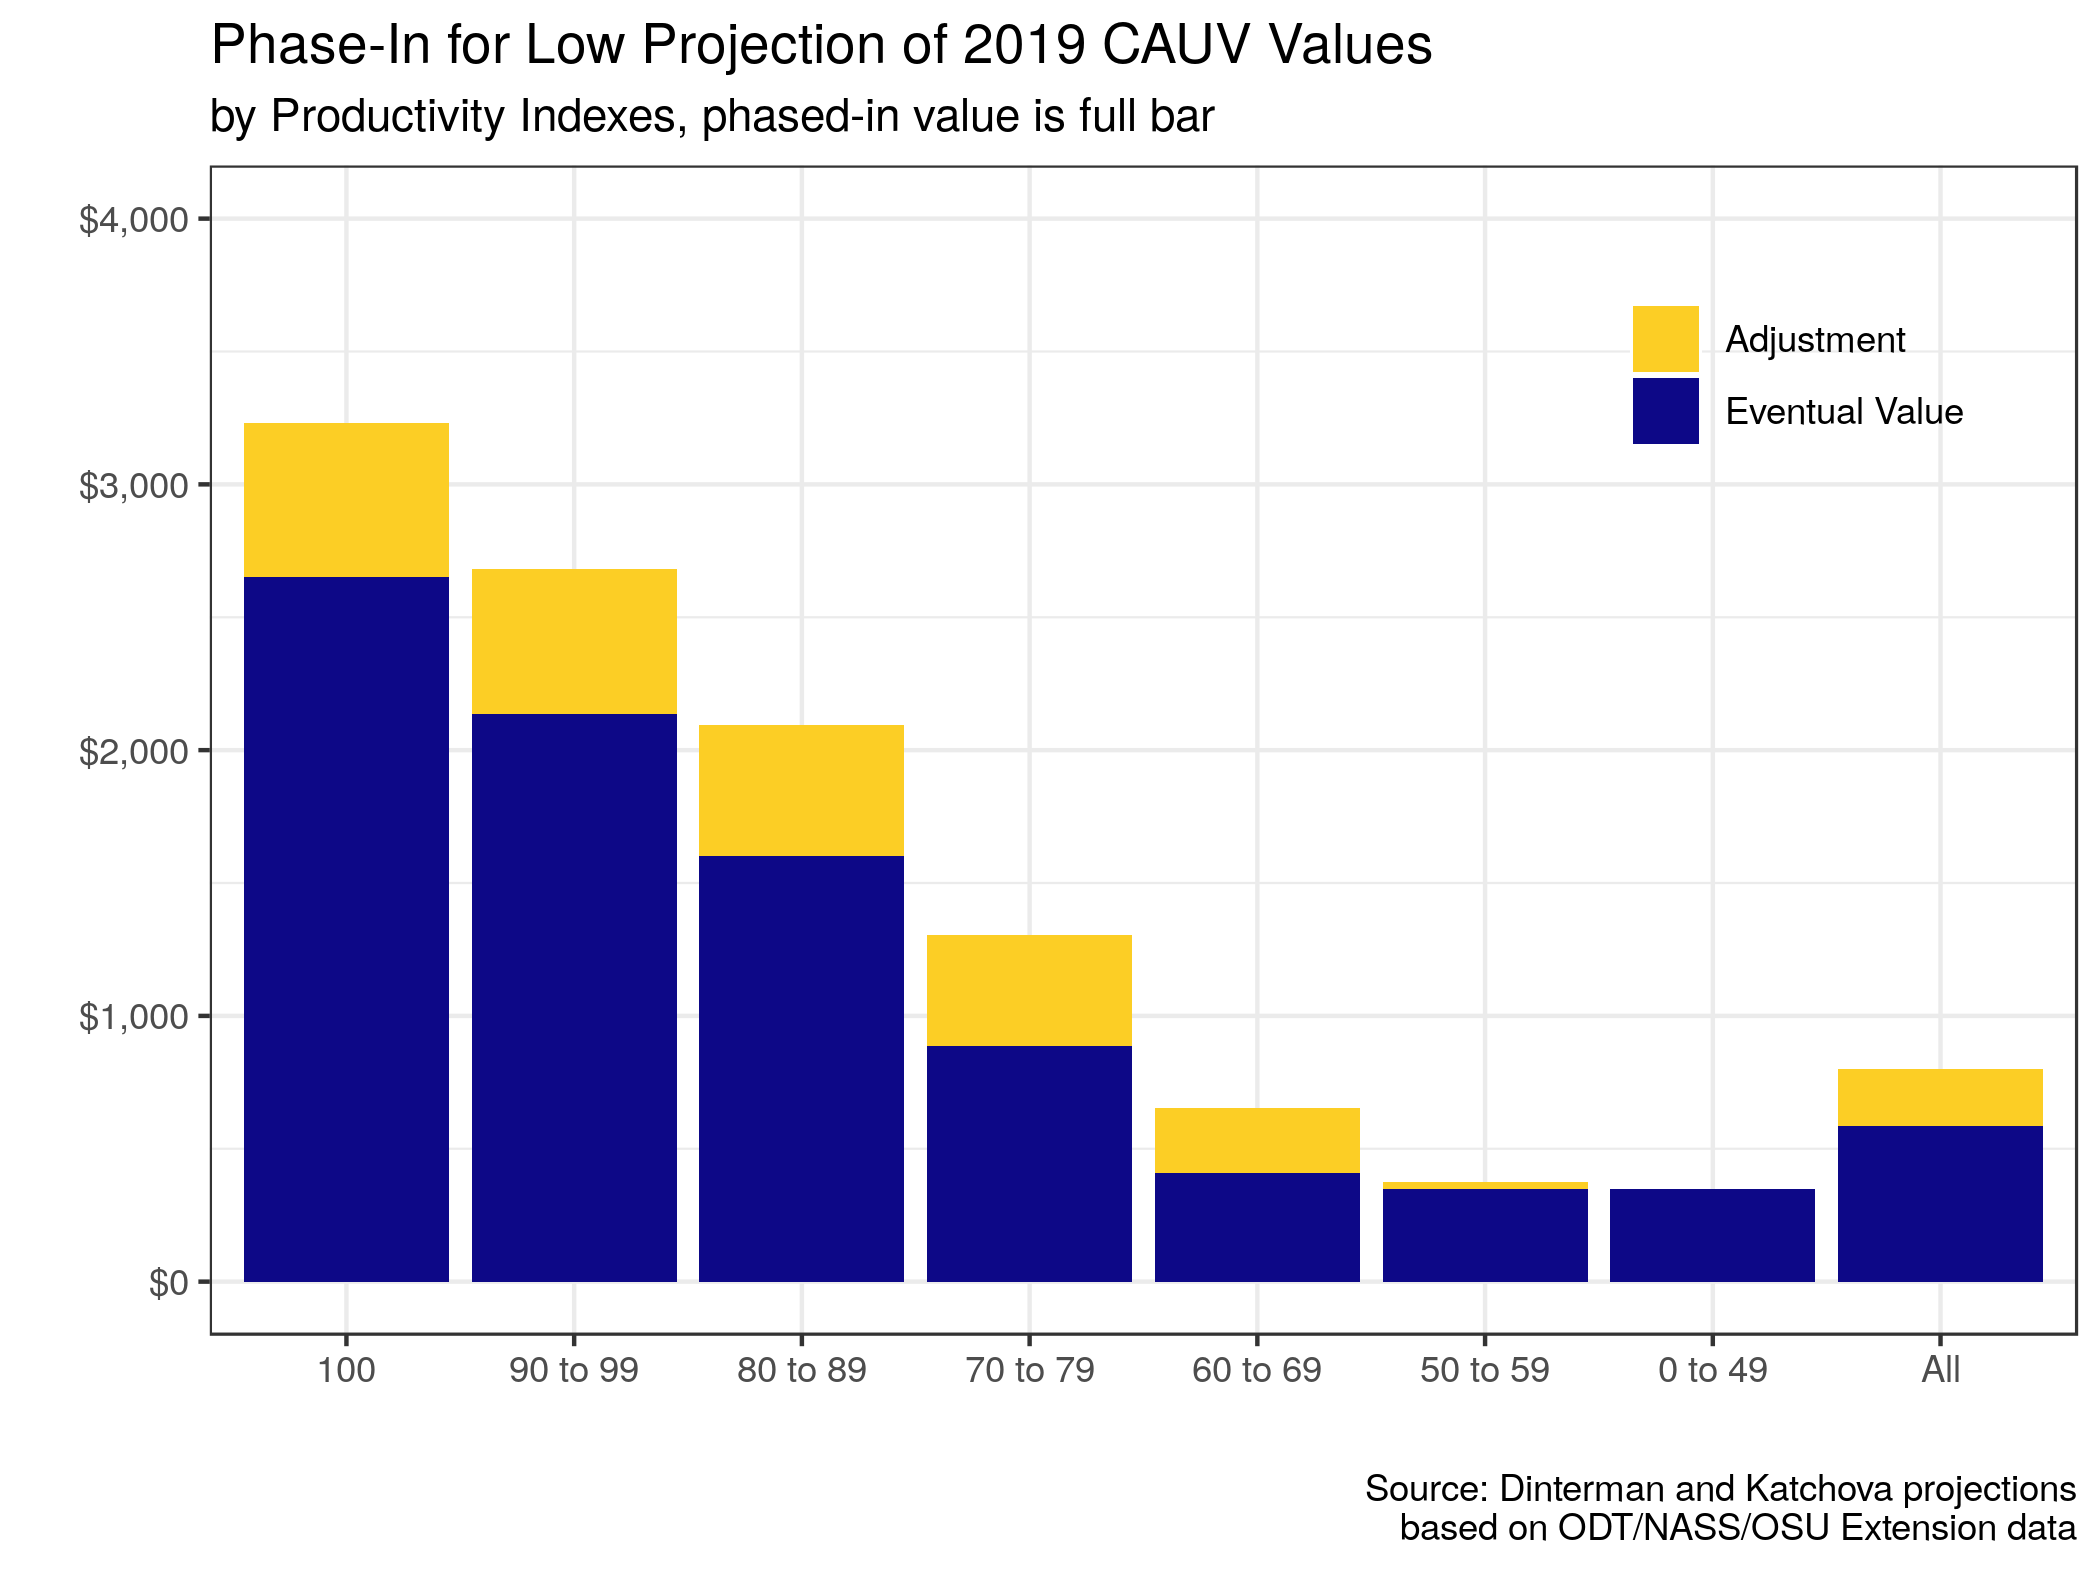 Phase-In for Low Projection of 2019 CAUV Values
by Productivity Indexes, phased-in value is full bar
$4,000
$3,000
$2,000
$1,000
$0
Adjustment
Eventual Value
100
90 to 99
80 to 89
70 to 79
60 to 69
50 to 59
0 to 49
All
Source: Dinterman and Katchova projections
based on ODT/NASS/OSU Extension data